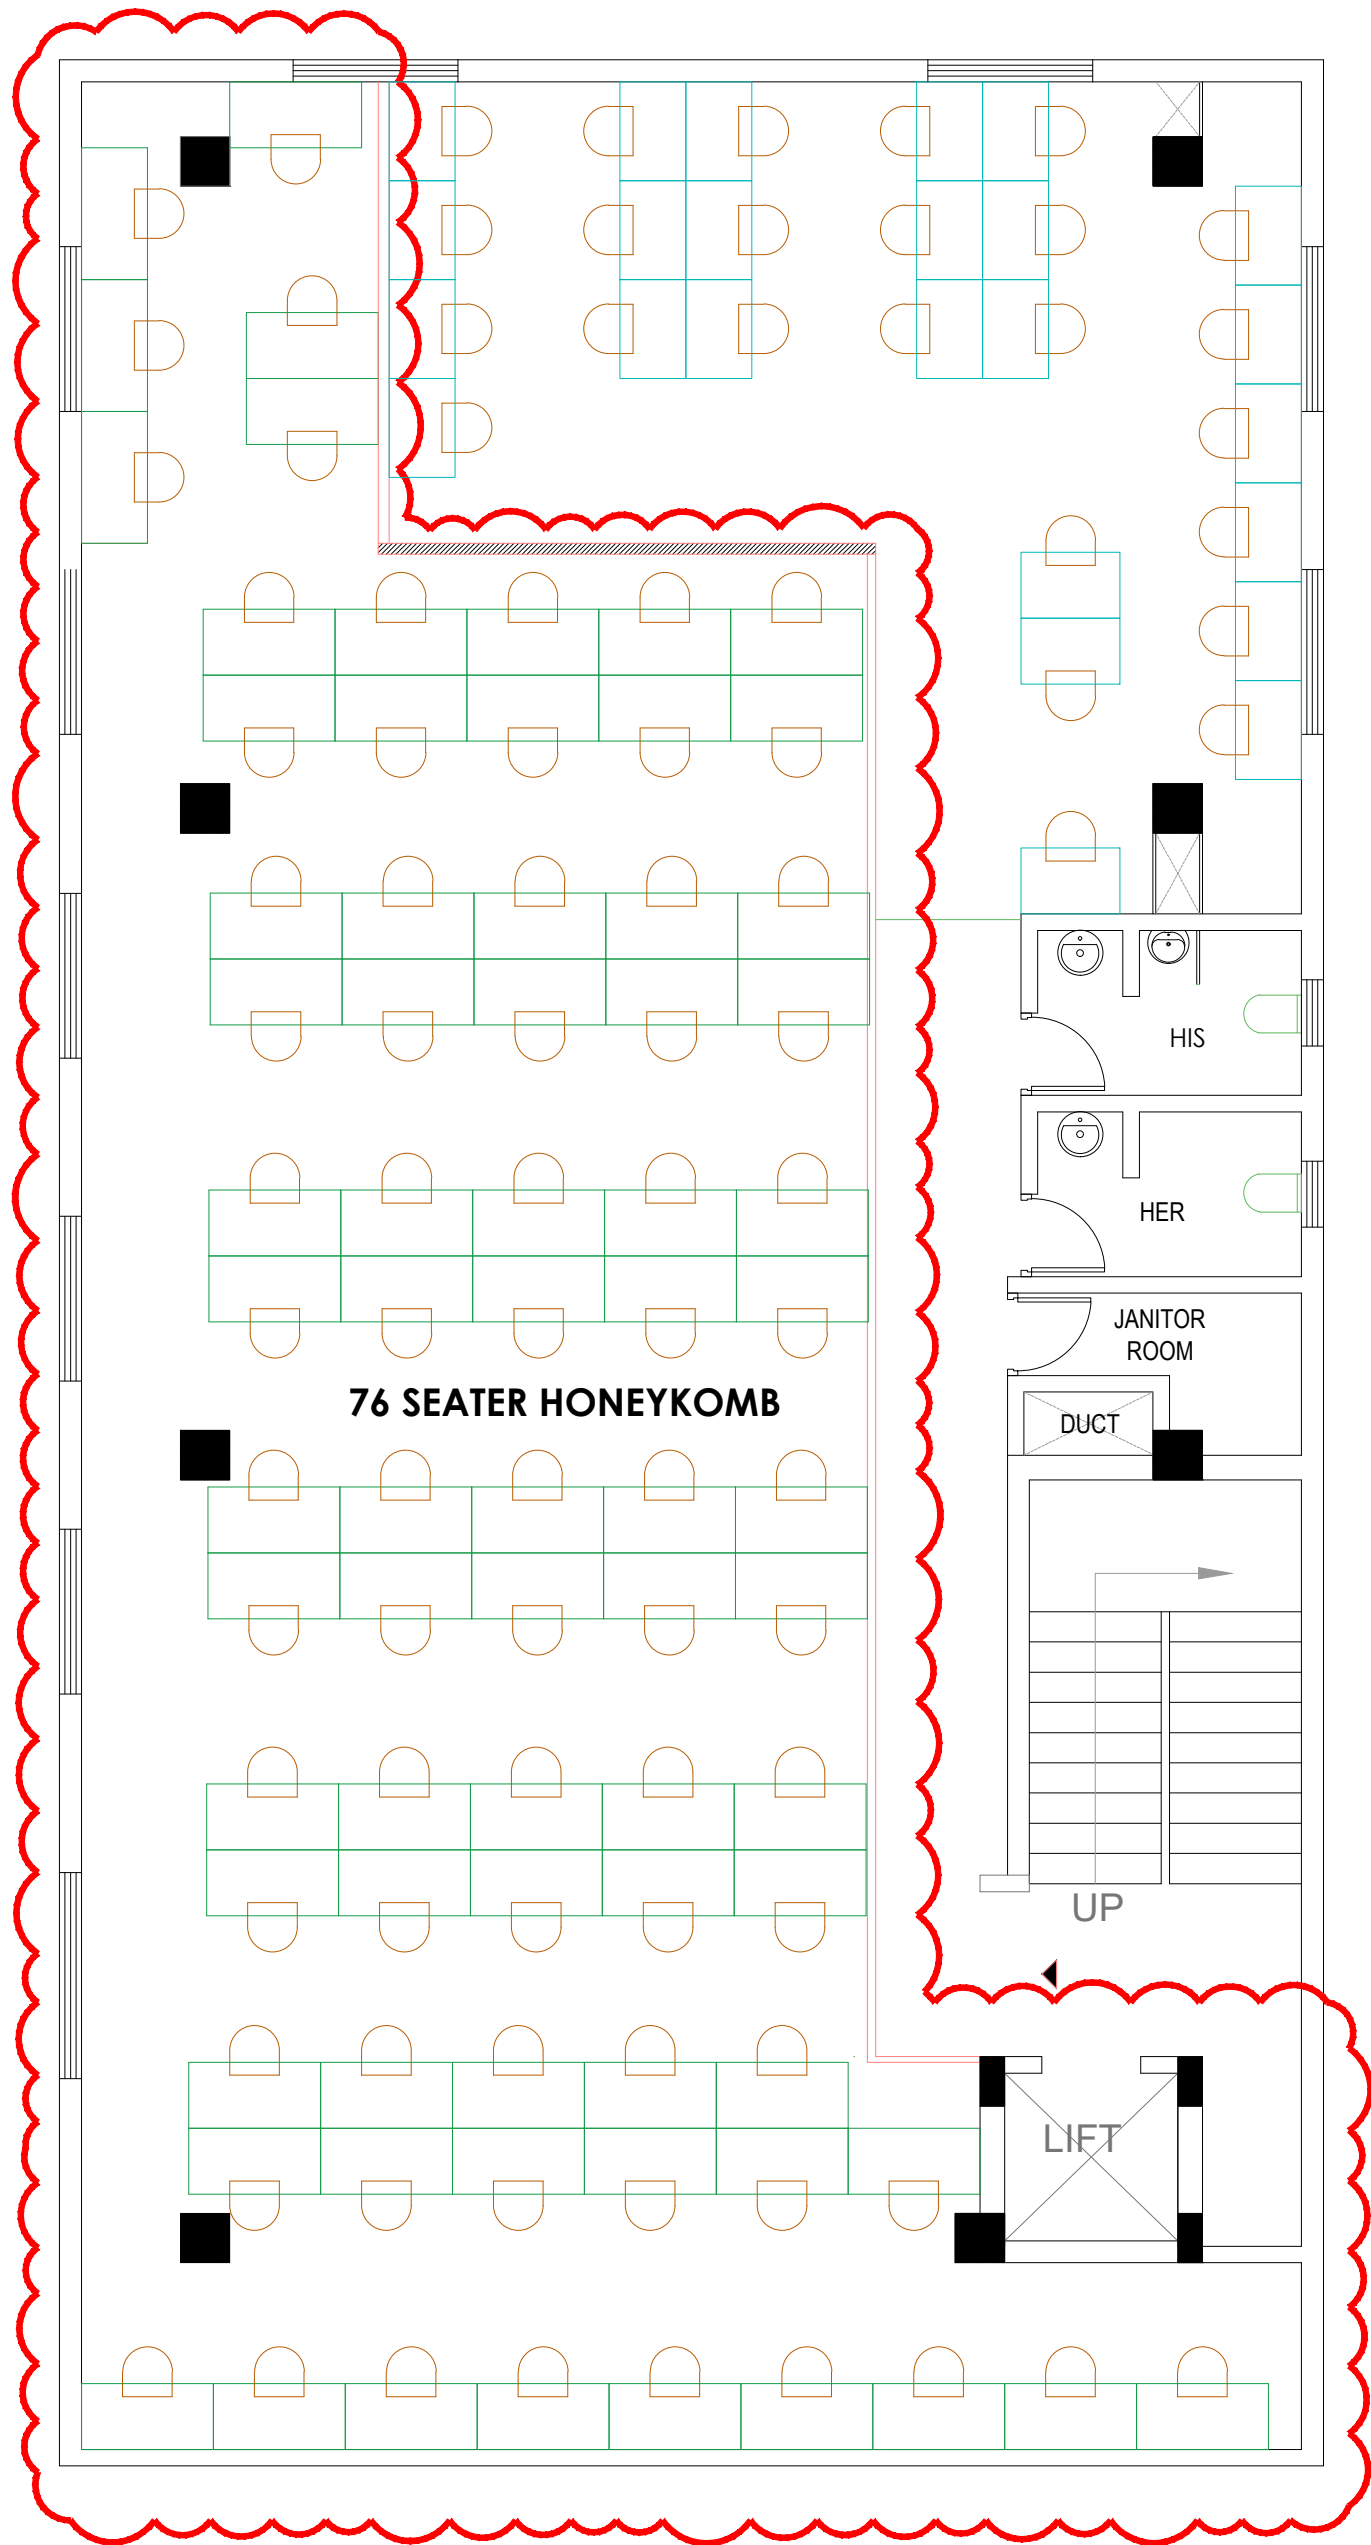 HIS
HER
JANITOR
ROOM
76 SEATER HONEYKOMB
DUCT
UP
LIFT